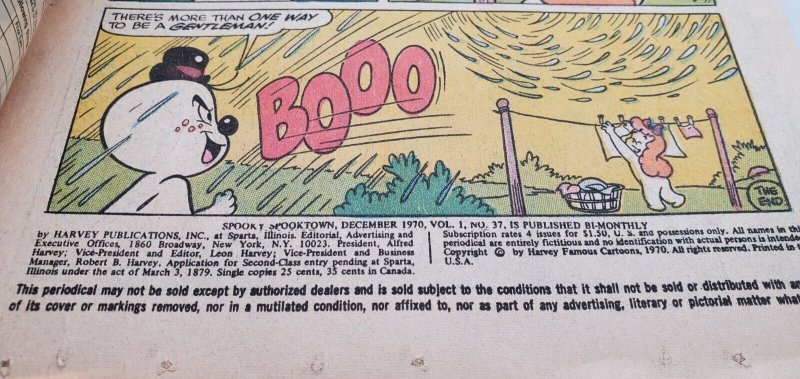 THERE'S MORE THAN ONE WAY
TO BE A GENTLEMAN!
BOOO
THE
END
SPOOKY SPOOKTOWN, DECEMBER 1970, VOL. 1, NO. 37, IS PUBLISHED BI-MONTHLY
by HARVEY PUBLICATIONS, INC., at Sparta, Illinois. Editorial, Advertising and
Executive Offices, 1860 Broadway, New York, N.Y. 10023. President, Alfred
Harvey; Vice-President and Editor, Leon Harvey; Vice-President and Business
Manager, Robert B. Harvey, Application for Second-Class entry pending at Sparta,
Illinois under the act of March 3, 1879. Single copies 25 cents, 35 cents in Canada.
Subscription rates 4 issues for $1.50, U. S. and possessions only. All names in this
periodical are entirely fictitious and no identification with actual persons is intende
Copyright © by Harvey Famous Cartoons, 1970. All rights reserved. Printed in
U.S.A.
This periodical may not be sold except by authorized dealers and is sold subject to the conditions that it shall not be sold or distributed with a
of its cover or markings removed, nor in a mutilated condition, nor affixed to, nor as part of any advertising, literary or pictorial matter what